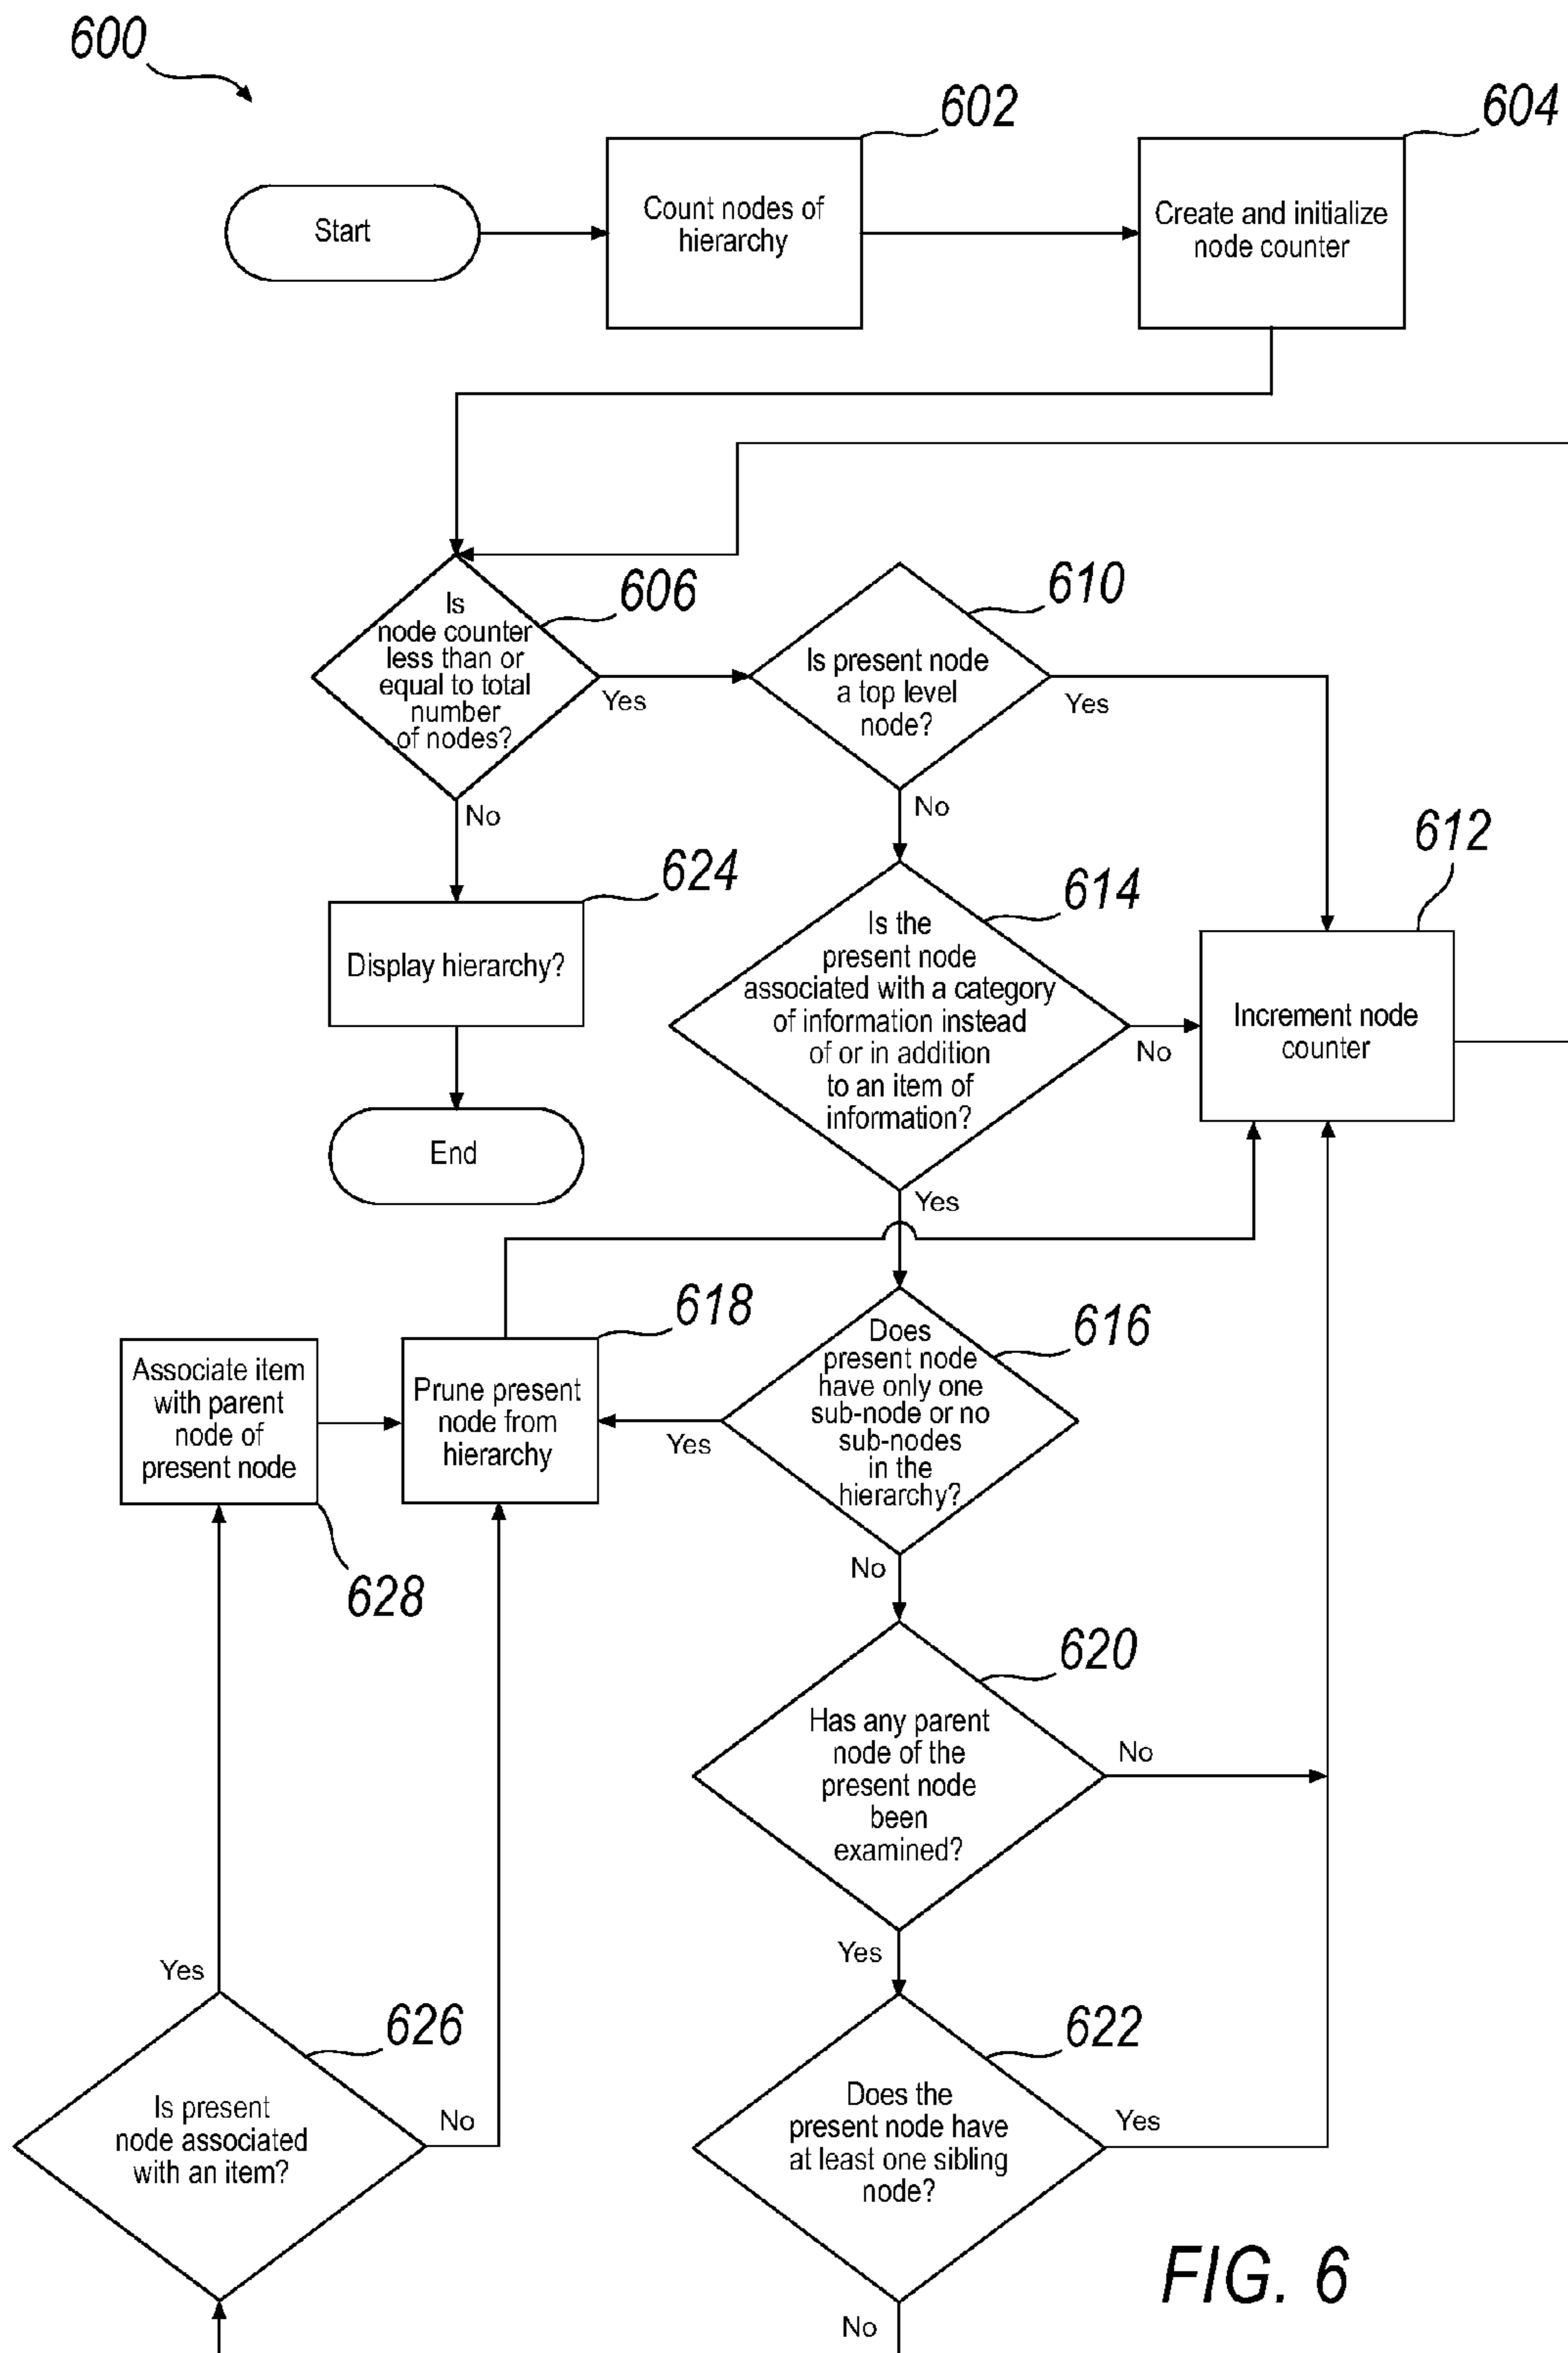 600
602
604
Start
Count nodes of
hierarchy
Create and initialize
node counter
606
610
Is
node counter
less than or
equal to total
number
of nodes?
Yes
Is present node
a top level
node?
Yes
No
No
612
624
614
Display hierarchy?
Is the
present node
associated with a category
of information instead
of or in addition
to an item of
information?
No
Increment node
counter
End
Yes
618
616
Associate item
with parent
node of
present node
Prune present
node from
hierarchy
Yes
Does
present node
have only one
sub-node or no
sub-nodes
in the
hierarchy?
628
No
620
Has any parent
node of the
present node
been
examined?
No
Yes
Yes
626
622
Is present
node associated
with an item?
No
Does the
present node have
at least one sibling
node?
Yes
No
FIG. 6